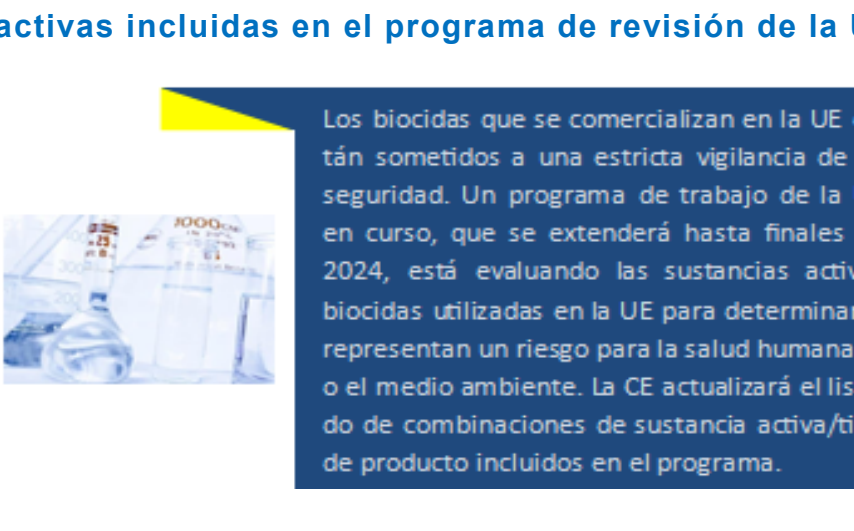 activas incluidas en el programa de revisión de la
Los biocidas que se comercializan en la UE
tán sometidos a una estricta vigilancia de
seguridad. Un programa de trabajo de la
en curso, que se extenderá hasta finales
2024, está evaluando las sustancias activ
biocidas utilizadas en la UE para determinar
representan un riesgo para la salud humana
o el medio ambiente. La CE actualizará el lis
do de combinaciones de sustancia activa/ti
de producto incluidos en el programa.
1000
25